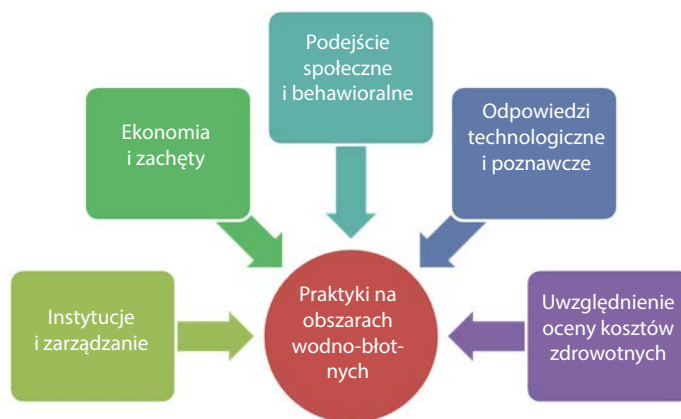 Podejście
społeczne
i behawioralne
Ekonomia
i zachęty
Odpowiedzi
technologiczne
i poznawcze
Instytucje
i zarządzanie
Praktyki na
obszarach
wodno-błot-
nych
Uwzględnienie
oceny kosztów
zdrowotnych